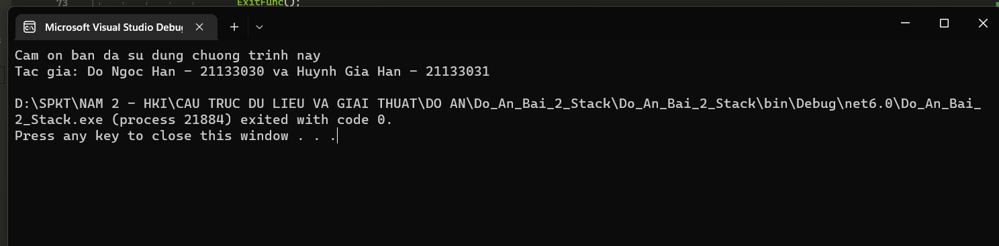 73 ExitFunc();
Microsoft Visual Studio Debug
Cam on ban da su dung chuong trinh nay
Tac gia: Do Ngoc Han - 21133030 va Huynh Gia Han - 21133031
D:\SPKT\NAM 2 - HKI\CAU TRUC DU LIEU VA GIAI THUAT\DO AN\Do_An_Bai_2_Stack\Do_An_Bai_2_Stack\bin\Debug\net6.0\Do_An_Bai_
2_Stack.exe (process 21884) exited with code 0.
Press any key to close this window . . .